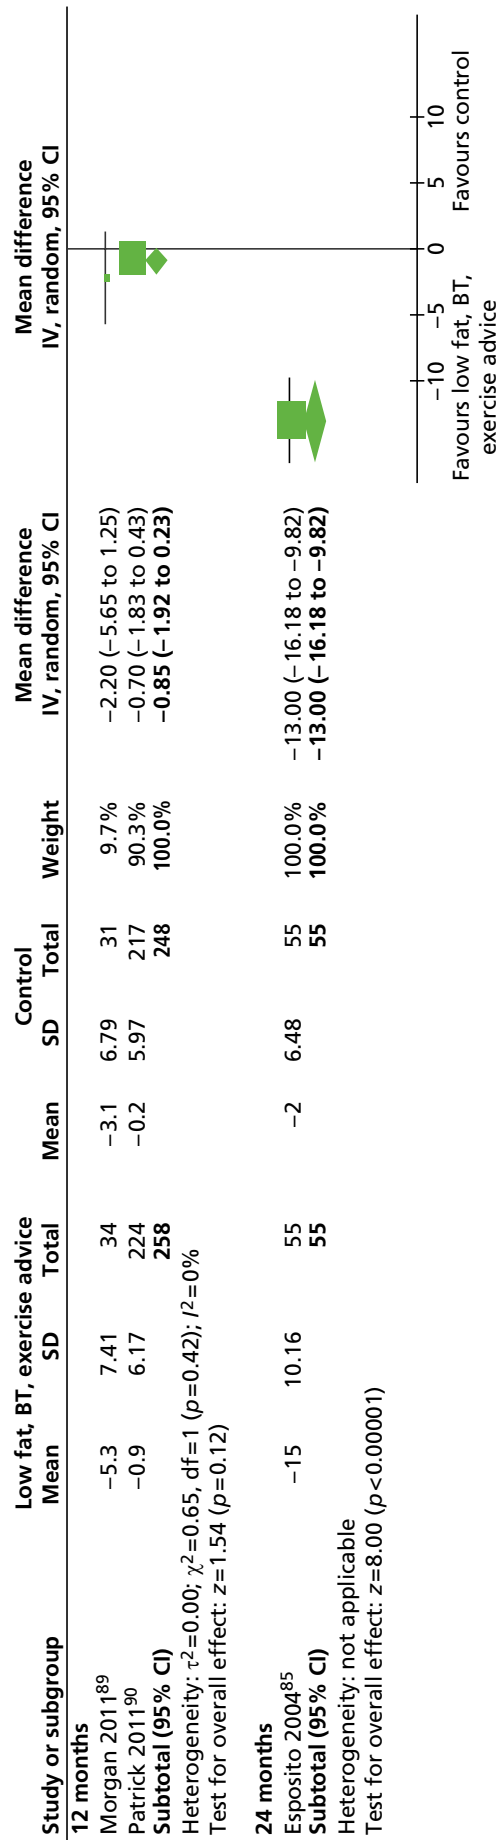 Low fat, BT, exercise advice Control Mean difference Mean difference
Study or subgroup Mean SD Total Mean SD Total Weight IV, random, 95% CI IV, random, 95% CI
12 months
Morgan 2011⁸⁹ −5.3 7.41 34 −3.1 6.79 31 9.7% −2.20 (−5.65 to 1.25)
Patrick 2011⁹⁰ −0.9 6.17 224 −0.2 5.97 217 90.3% −0.70 (−1.83 to 0.43)
Subtotal (95% CI) 258 248 100.0% −0.85 (−1.92 to 0.23)
Heterogeneity: τ²=0.00; χ²=0.65, df=1 (p=0.42); I²=0%
Test for overall effect: z=1.54 (p=0.12)
24 months
Esposito 2004⁸⁵ −15 10.16 55 −2 6.48 55 100.0% −13.00 (−16.18 to −9.82)
Subtotal (95% CI) 55 55 100.0% −13.00 (−16.18 to −9.82)
Heterogeneity: not applicable
Test for overall effect: z=8.00 (p<0.00001)
−10 −5 0 5 10
Favours low fat, BT, Favours control
exercise advice